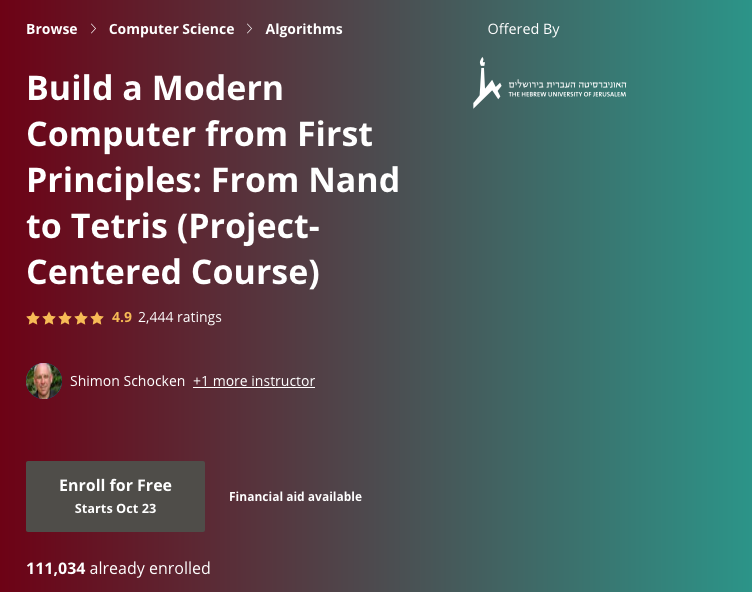 Browse > Computer Science > Algorithms
Offered By
האוניברסיטה העברית בירושלים
THE HEBREW UNIVERSITY OF JERUSALEM
Build a Modern
Computer from First
Principles: From Nand
to Tetris (Project-
Centered Course)
4.9 2,444 ratings
Shimon Schocken +1 more instructor
Enroll for Free
Starts Oct 23
Financial aid available
111,034 already enrolled